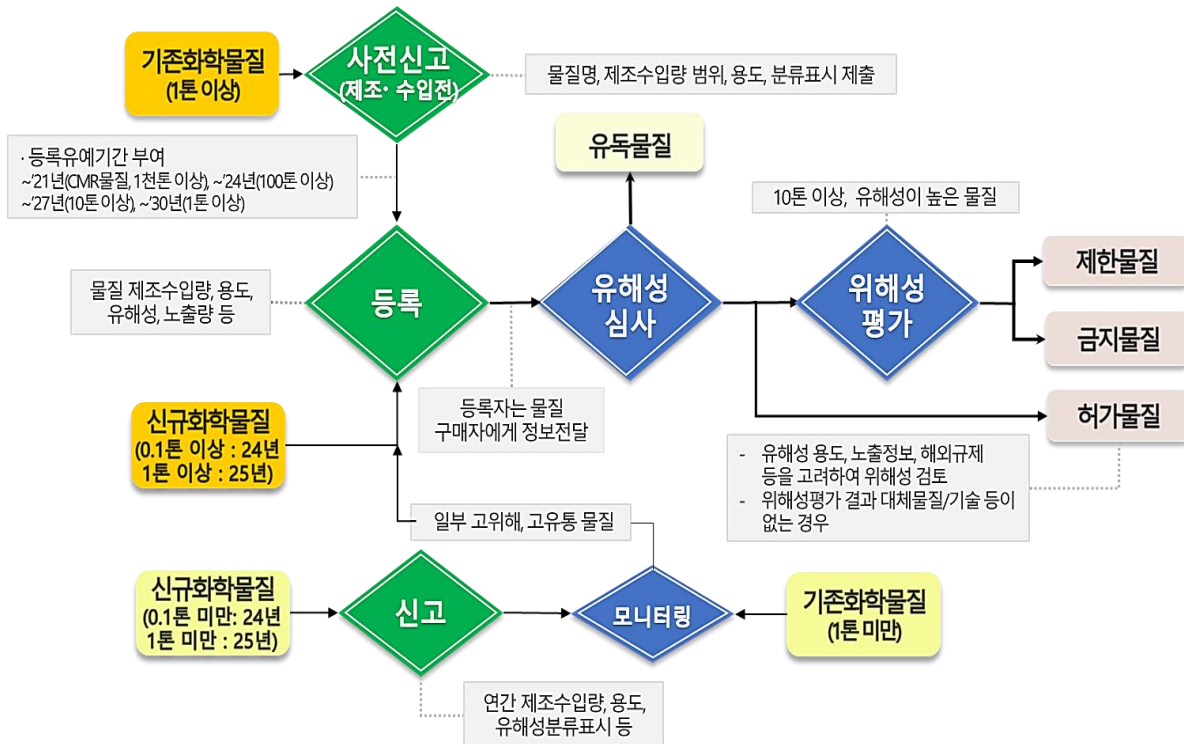 기존화학물질
(1톤 이상)
사전신고
(제조· 수입전)
물질명, 제조수입량 범위, 용도, 분류표시 제출
· 등록유예기간 부여
~’21년(CMR물질, 1천톤 이상), ~’24년(100톤 이상)
~’27년(10톤 이상), ~’30년(1톤 이상)
유독물질
10톤 이상, 유해성이 높은 물질
물질 제조수입량, 용도,
유해성, 노출량 등
등록
유해성
심사
위해성
평가
제한물질
금지물질
허가물질
등록자는 물질
구매자에게 정보전달
신규화학물질
(0.1톤 이상 : 24년
1톤 이상 : 25년)
- 유해성 용도, 노출정보, 해외규제
등을 고려하여 위해성 검토
- 위해성평가 결과 대체물질/기술 등이
없는 경우
일부 고위해, 고유통 물질
신규화학물질
(0.1톤 미만: 24년
1톤 미만 : 25년)
신고
모니터링
기존화학물질
(1톤 미만)
연간 제조수입량, 용도,
유해성분류표시 등